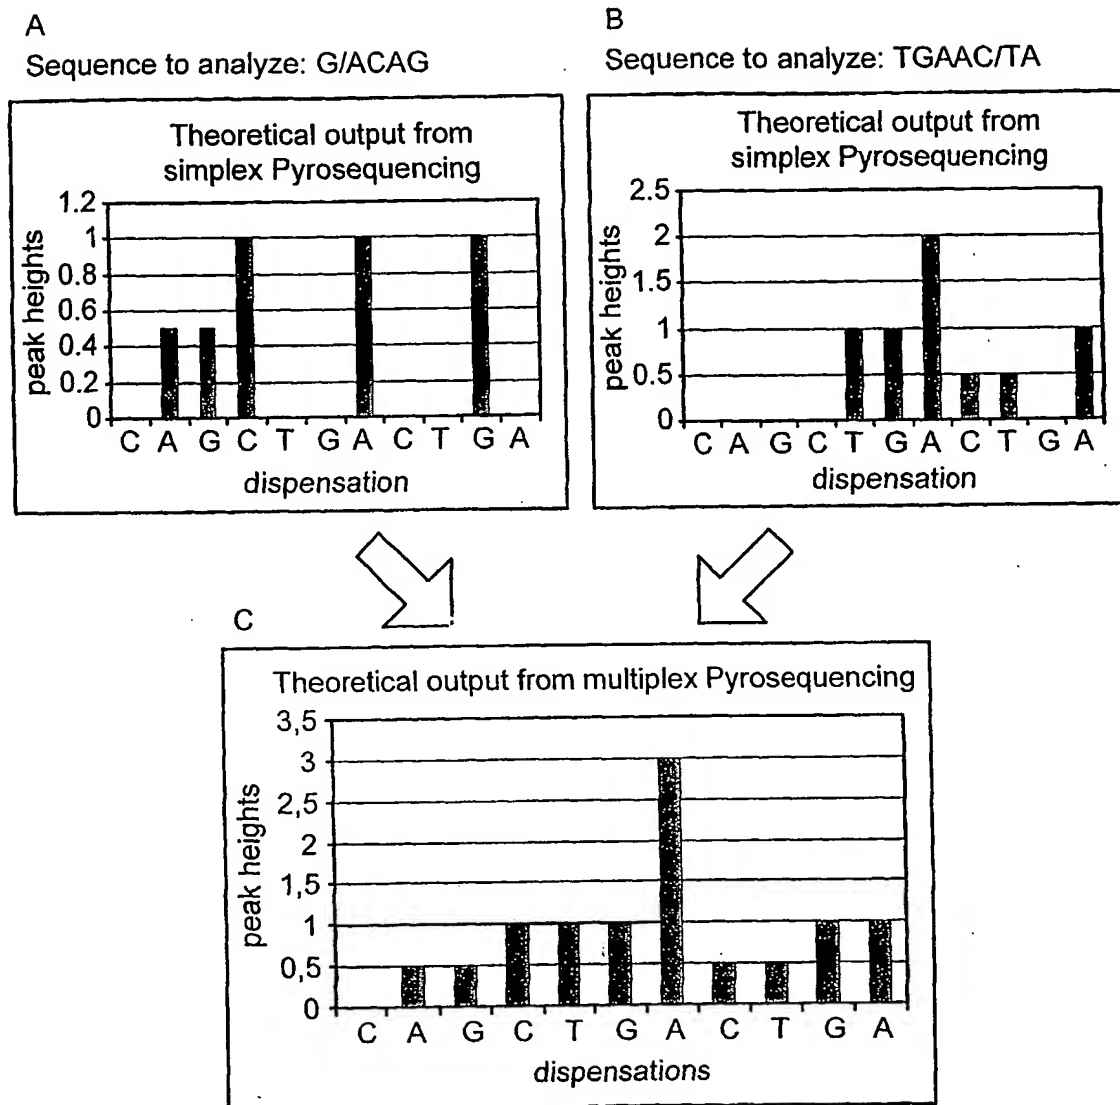 A
Sequence to analyze: G/ACAG
Theoretical output from
simplex Pyrosequencing
peak heights
1.2
1
0.8
0.6
0.4
0.2
0
C A G C T G A C T G A
dispensation
B
Sequence to analyze: TGAAC/TA
Theoretical output from
simplex Pyrosequencing
peak heights
2.5
2
1.5
1
0.5
0
C A G C T G A C T G A
dispensation
C
Theoretical output from multiplex Pyrosequencing
peak heights
3,5
3
2,5
2
1,5
1
0,5
0
C A G C T G A C T G A
dispensations